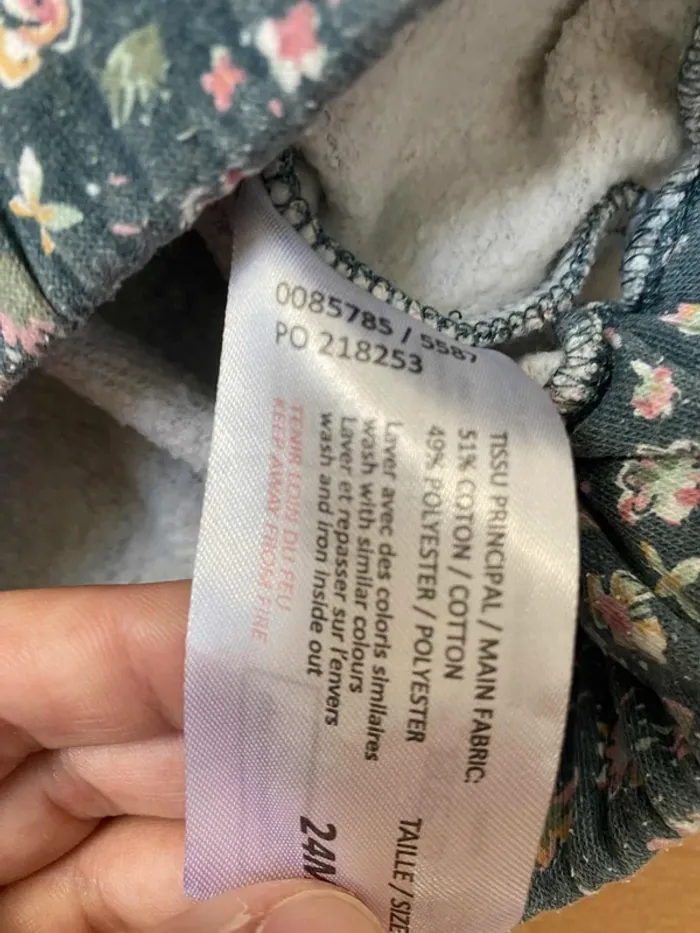 0085785 / 5587
PO 218253
TISSU PRINCIPAL / MAIN FABRIC:
51% COTON / COTTON
49% POLYESTER / POLYESTER
Laver avec des coloris similaires
wash with similar colours
Laver et repasser sur l'envers
wash and iron inside out
TENIR LOIN DU FEU
KEEP AWAY FROM FIRE
TAILLE / SIZE
24M